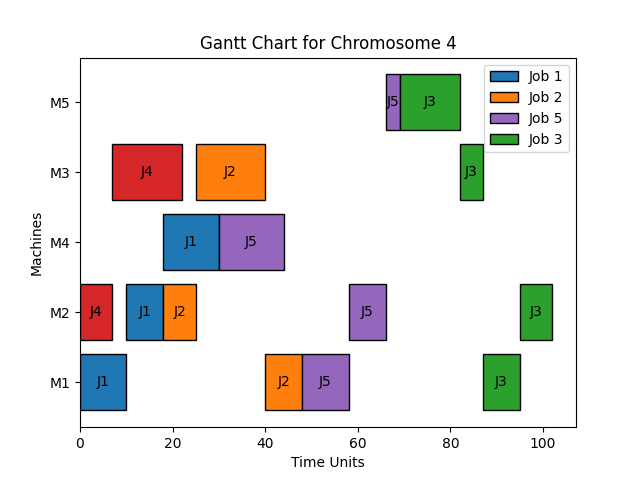 Gantt Chart for Chromosome 4
Job 1
Job 2
Job 5
Job 3
Machines
M5
J5 J3
M3
J4 J2 J3
M4
J1 J5
M2
J4 J1 J2 J5 J3
M1
J1 J2 J5 J3
0 20 40 60 80 100
Time Units